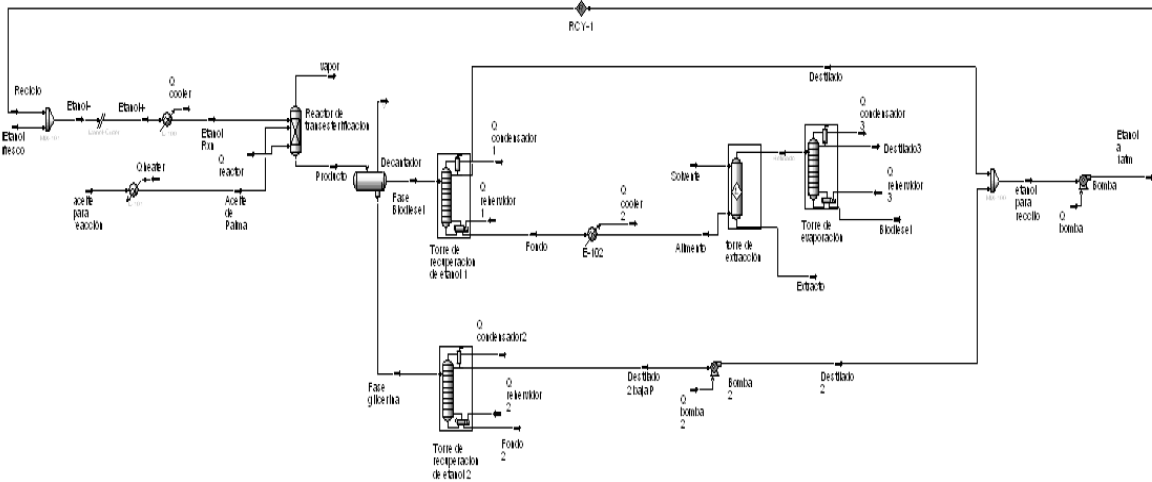 RCY-1
Reciclo
Etanol-
Etanol+
Q
cooler
vapor
Reactor de
transesterificación
Etanol
fresco
Etanol
Rxn
Q
reactor
Q heater
aceite
para
reacción
Aceite
de
Palma
Producto
Decantador
Fase
Biodiesel
Q
condensador
1
Q
rehervidor
1
Torre de
recuperacion
de etanol 1
Fondo
Q
cooler
2
E-102
Alimento
Solvente
torre de
extracción
Extracto
Destilado
Q
condensador
3
Destilado3
Q
rehervidor
3
Biodiesel
Torre de
evaporación
etanol
para
reciclo
Bomba
Q
bomba
Etanol
a
1atm
Fase
glicerina
Q
condensador2
Q
rehervidor
2
Fondo
2
Torre de
recuperacion
de etanol 2
Destilado
2 baja P
Q
bomba
2
Bomba
2
Destilado
2